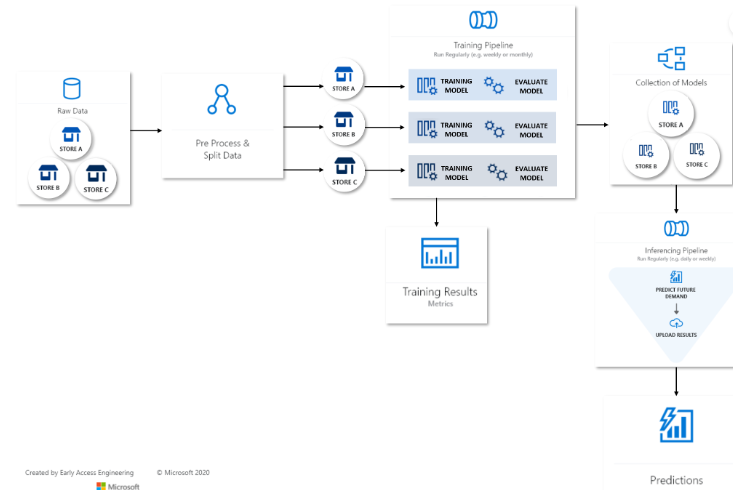 Raw Data
STORE A
STORE B
STORE C
Pre Process &
Split Data
STORE A
STORE B
STORE C
Training Pipeline
Run Regularly (e.g. weekly or monthly)
TRAINING
MODEL
EVALUATE
MODEL
TRAINING
MODEL
EVALUATE
MODEL
TRAINING
MODEL
EVALUATE
MODEL
Training Results
Metrics
Collection of Models
STORE A
STORE B
STORE C
Inferencing Pipeline
Run Regularly (e.g. daily or weekly)
PREDICT FUTURE
DEMAND
UPLOAD RESULTS
Predictions
Created by Early Access Engineering © Microsoft 2020
Microsoft